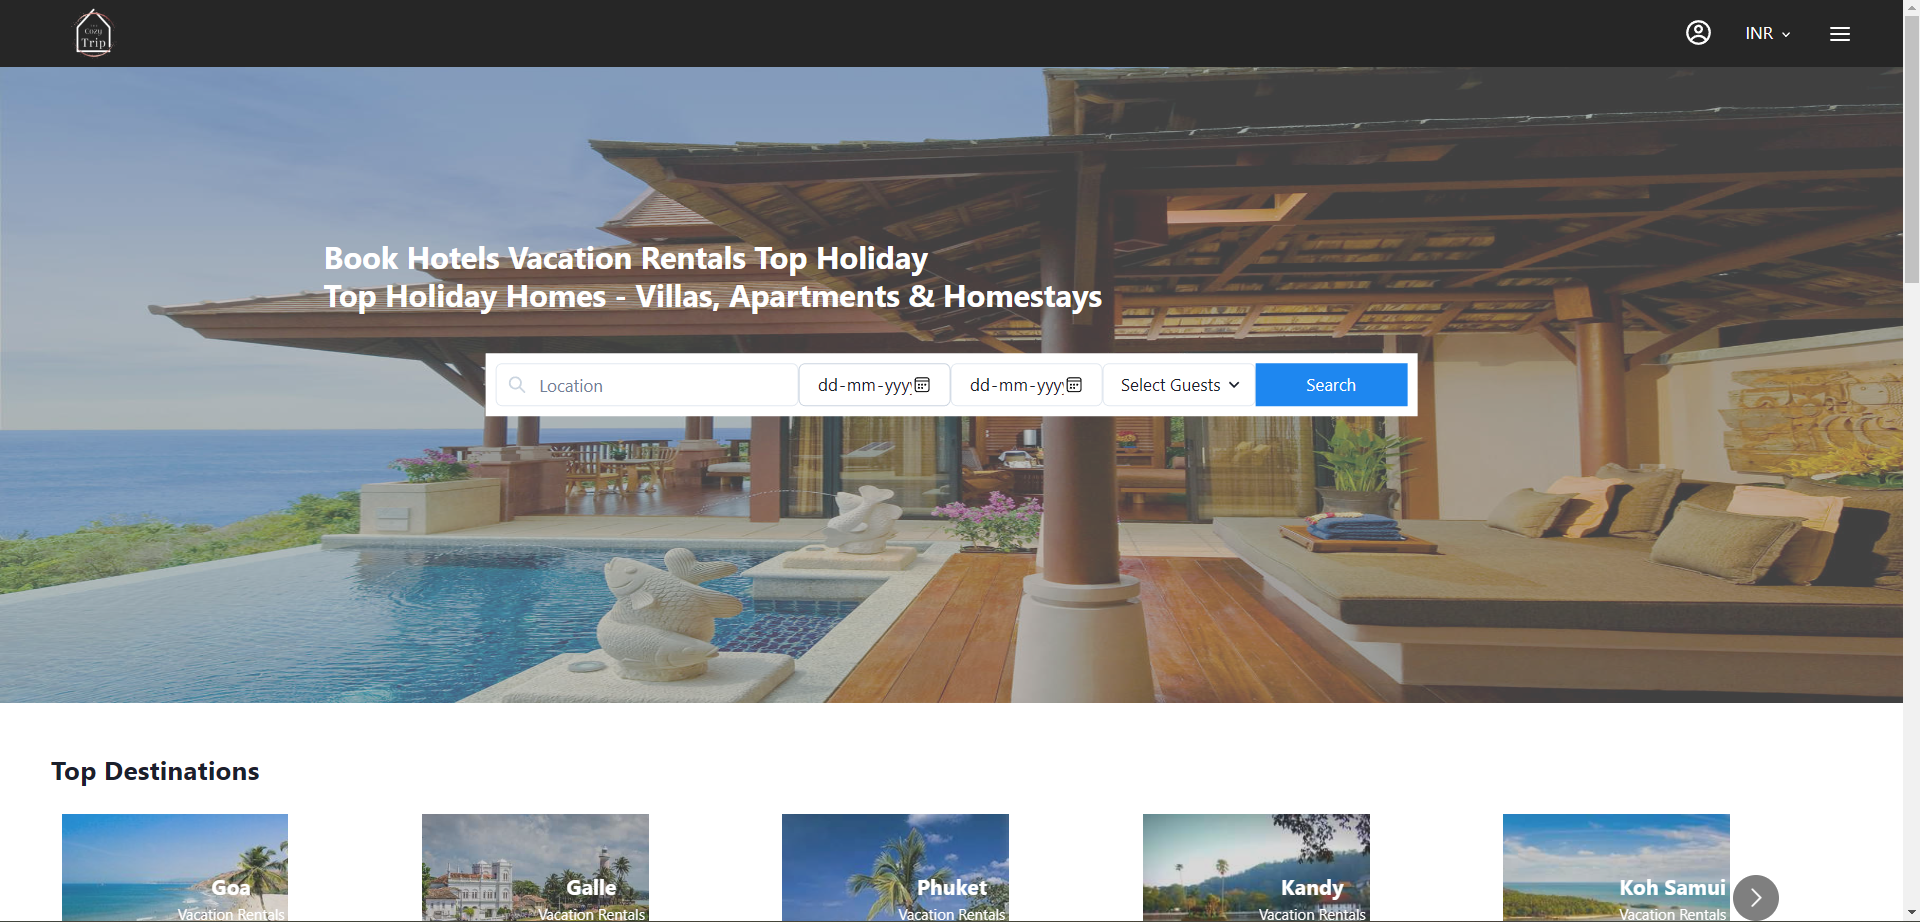 Cozy
Trip
INR
Book Hotels Vacation Rentals Top Holiday
Top Holiday Homes - Villas, Apartments & Homestays
Location
dd-mm-yyyy
dd-mm-yyyy
Select Guests
Search
Top Destinations
Goa
Vacation Rentals
Galle
Vacation Rentals
Phuket
Vacation Rentals
Kandy
Vacation Rentals
Koh Samui
Vacation Rentals